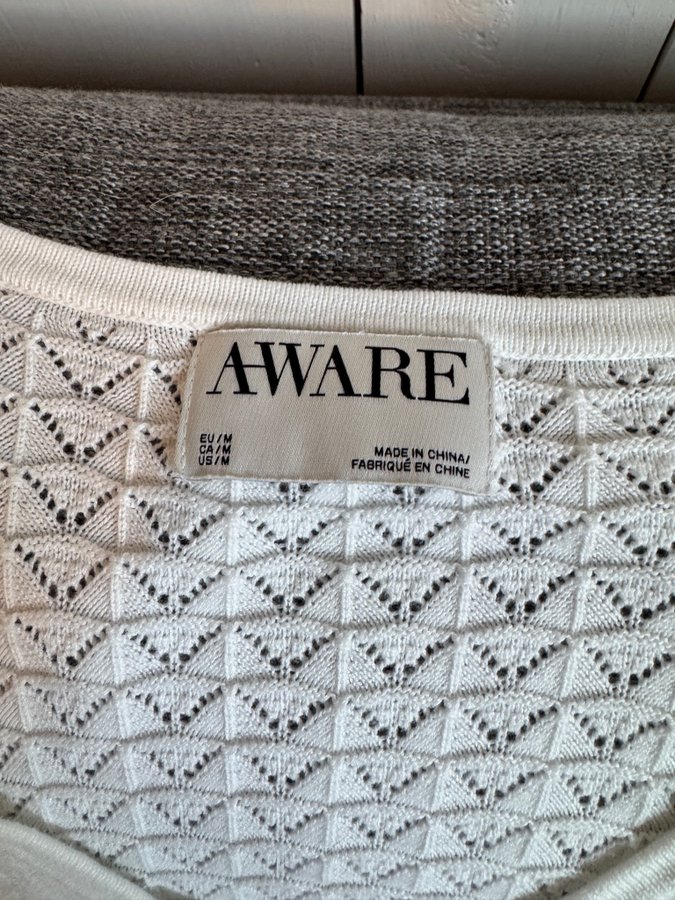 AWARE
EU/M
CA/M
US/M
MADE IN CHINA/
FABRIQUÉ EN CHINE